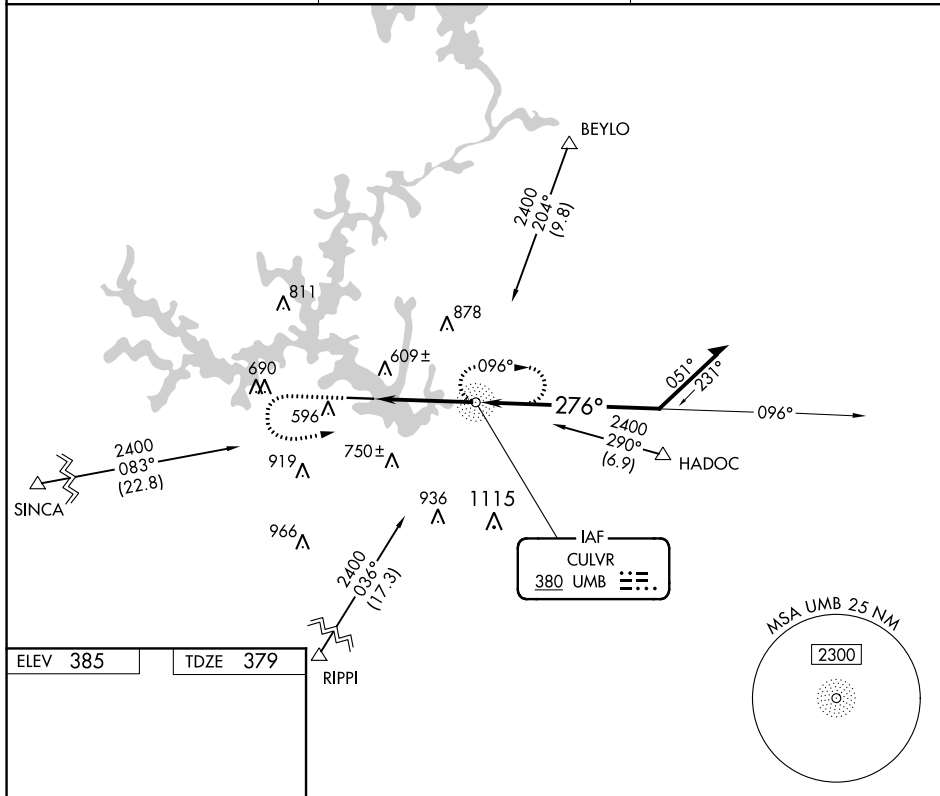 BEYLO
2400
204°
(9.8)
811
878
609±
096°
690
051°
231°
596
276°
096°
2400
290°
(6.9)
HADOC
2400
083°
(22.8)
SINCA
919
750±
936
1115
966
IAF
CULVR
380 UMB
2400
036°
(17.3)
RIPPI
MSA UMB 25 NM
2300
ELEV 385
TDZE 379